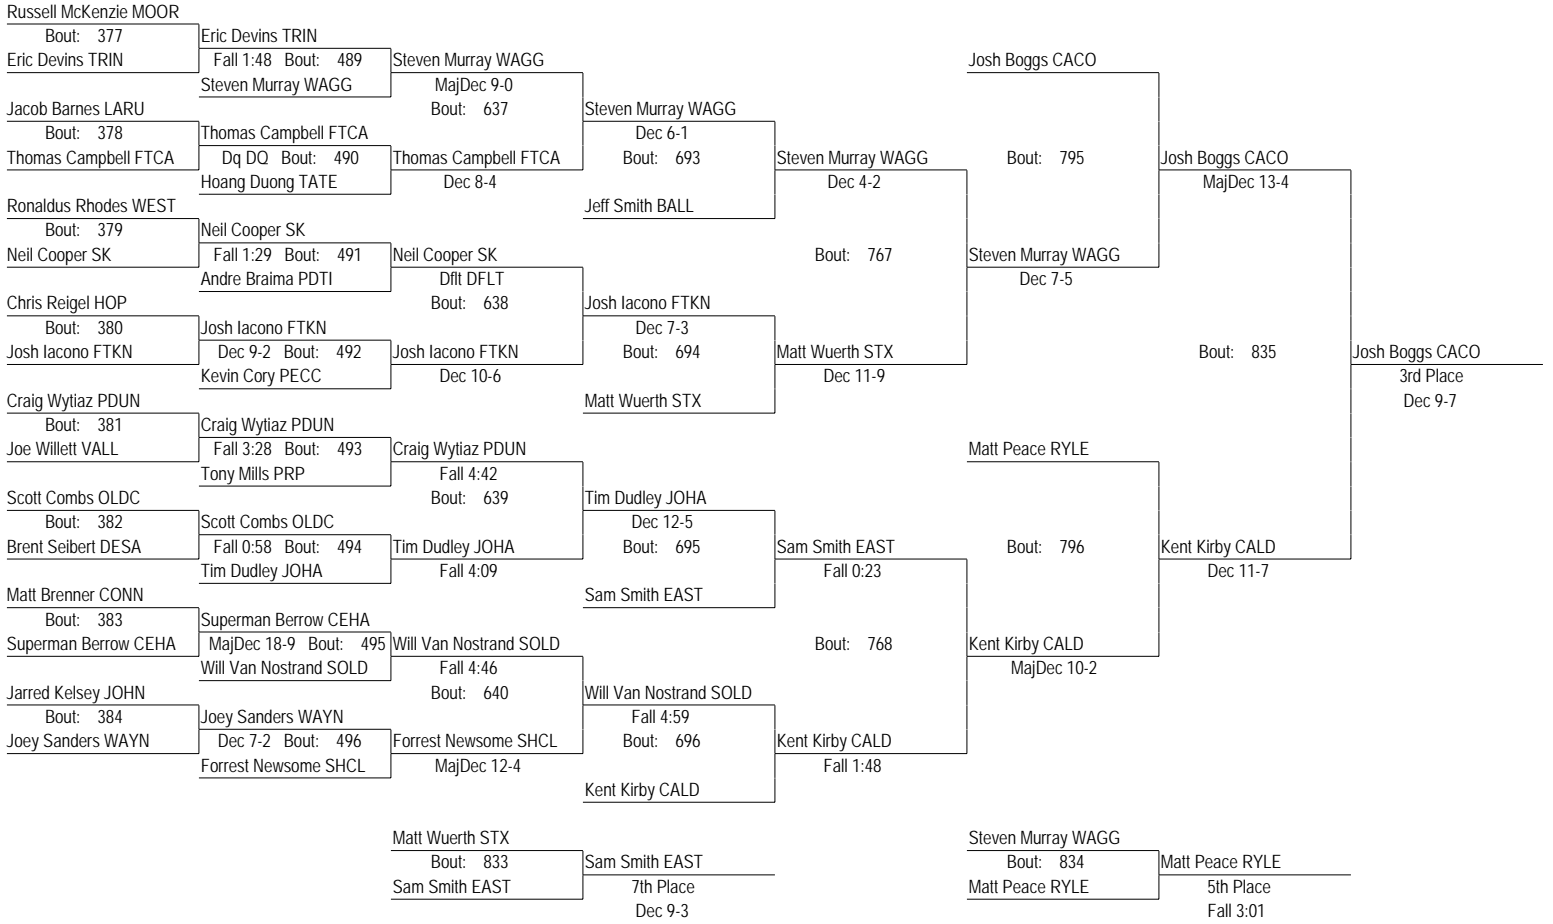 Russell McKenzie MOOR
Bout: 377
Eric Devins TRIN
Eric Devins TRIN
Fall 1:48 Bout: 489
Steven Murray WAGG
Steven Murray WAGG
MajDec 9-0
Bout: 637
Jacob Barnes LARU
Bout: 378
Thomas Campbell FTCA
Thomas Campbell FTCA
Dq DQ Bout: 490
Hoang Duong TATE
Thomas Campbell FTCA
Dec 8-4
Steven Murray WAGG
Dec 6-1
Bout: 693
Jeff Smith BALL
Steven Murray WAGG
Dec 4-2
Bout: 767
Ronaldus Rhodes WEST
Bout: 379
Neil Cooper SK
Neil Cooper SK
Fall 1:29 Bout: 491
Andre Braima PDTI
Neil Cooper SK
Dflt DFLT
Bout: 638
Chris Reigel HOP
Bout: 380
Josh Iacono FTKN
Josh Iacono FTKN
Dec 9-2 Bout: 492
Kevin Cory PECC
Josh Iacono FTKN
Dec 10-6
Josh Iacono FTKN
Dec 7-3
Bout: 694
Matt Wuerth STX
Matt Wuerth STX
Dec 11-9
Josh Boggs CACO
Bout: 795
Steven Murray WAGG
Dec 7-5
Josh Boggs CACO
MajDec 13-4
Bout: 835
Josh Boggs CACO
3rd Place
Dec 9-7
Craig Wytiaz PDUN
Bout: 381
Joe Willett VALL
Craig Wytiaz PDUN
Fall 3:28 Bout: 493
Tony Mills PRP
Craig Wytiaz PDUN
Fall 4:42
Bout: 639
Scott Combs OLDC
Bout: 382
Brent Seibert DESA
Scott Combs OLDC
Fall 0:58 Bout: 494
Tim Dudley JOHA
Tim Dudley JOHA
Fall 4:09
Tim Dudley JOHA
Dec 12-5
Bout: 695
Sam Smith EAST
Sam Smith EAST
Fall 0:23
Bout: 768
Matt Brenner CONN
Bout: 383
Superman Berrow CEHA
Superman Berrow CEHA
MajDec 18-9 Bout: 495
Will Van Nostrand SOLD
Will Van Nostrand SOLD
Fall 4:46
Bout: 640
Jarred Kelsey JOHN
Bout: 384
Joey Sanders WAYN
Joey Sanders WAYN
Dec 7-2 Bout: 496
Forrest Newsome SHCL
Forrest Newsome SHCL
MajDec 12-4
Will Van Nostrand SOLD
Fall 4:59
Bout: 696
Kent Kirby CALD
Kent Kirby CALD
Fall 1:48
Matt Peace RYLE
Bout: 796
Kent Kirby CALD
MajDec 10-2
Kent Kirby CALD
Dec 11-7
Matt Wuerth STX
Bout: 833
Sam Smith EAST
Sam Smith EAST
7th Place
Dec 9-3
Steven Murray WAGG
Bout: 834
Matt Peace RYLE
Matt Peace RYLE
5th Place
Fall 3:01